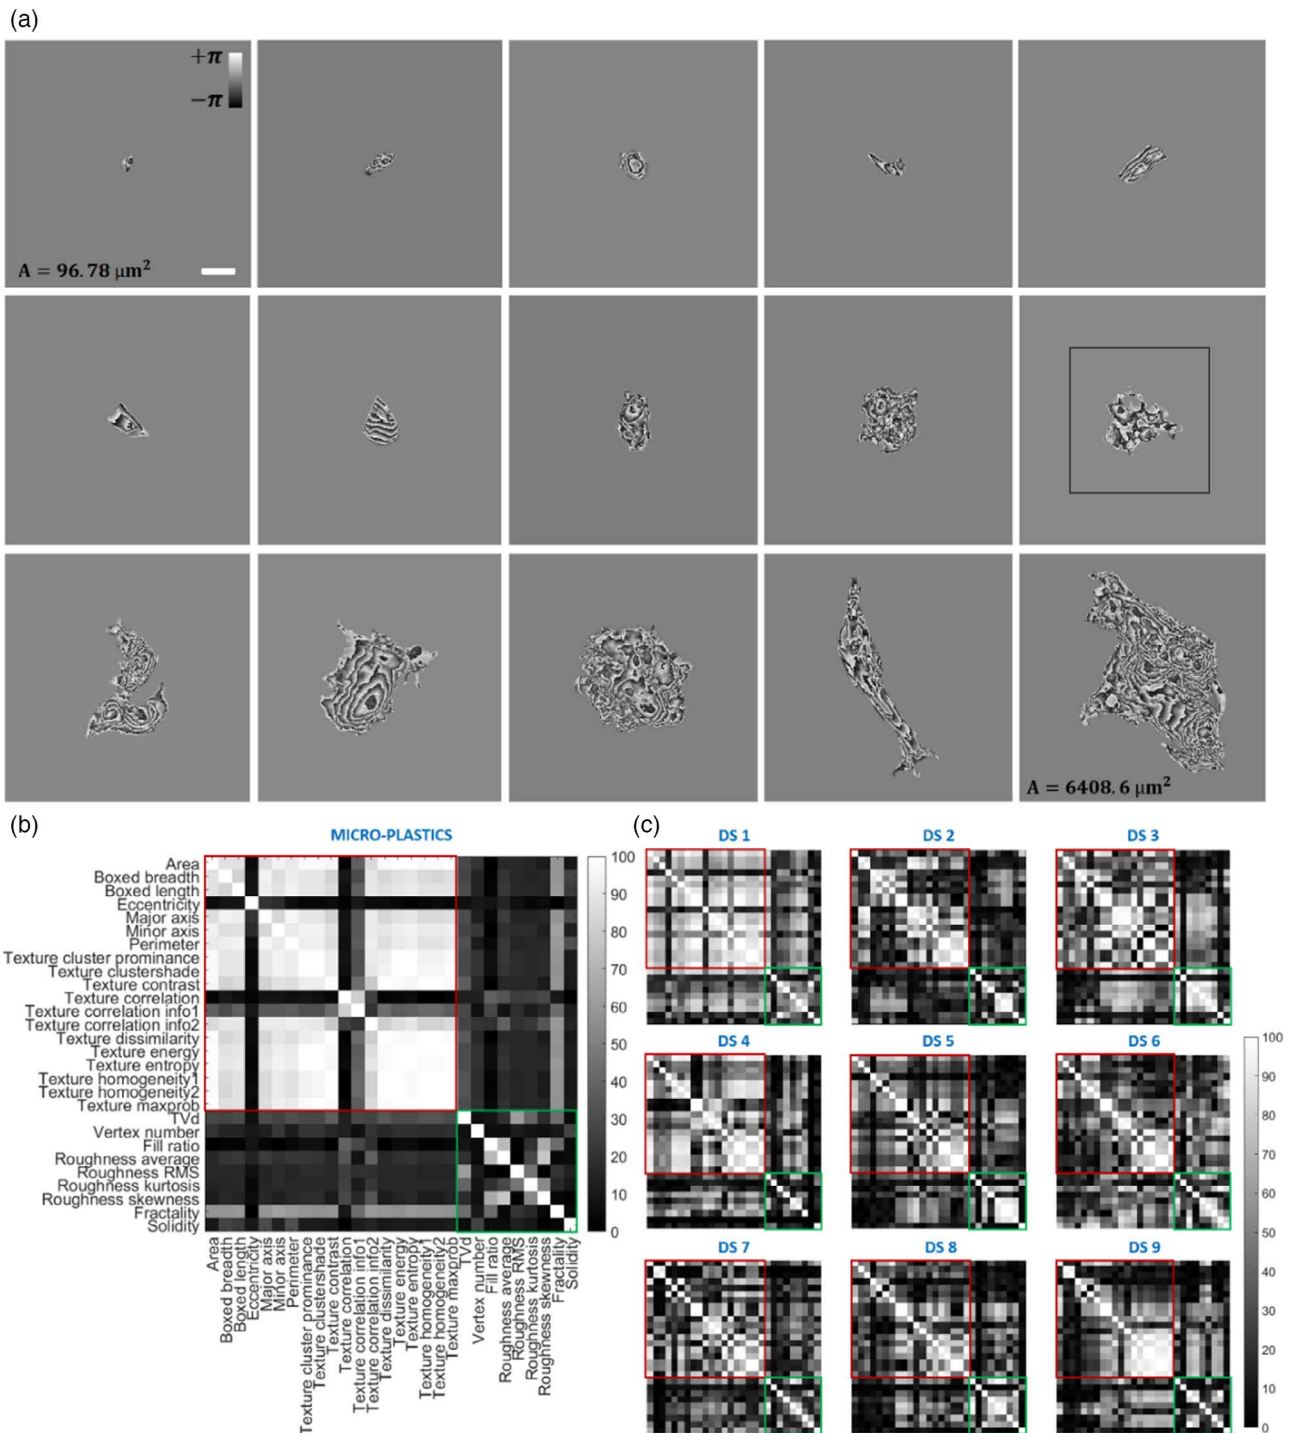 (a)
+π
−π
A = 96.78 μm²
A = 6408.6 μm²
(b)
MICRO-PLASTICS
Area
Boxed breadth
Boxed length
Eccentricity
Major axis
Minor axis
Perimeter
Texture cluster prominance
Texture clustershade
Texture contrast
Texture correlation
Texture correlation info1
Texture correlation info2
Texture dissimilarity
Texture energy
Texture entropy
Texture homogeneity1
Texture homogeneity2
Texture maxprob
TVd
Vertex number
Fill ratio
Roughness average
Roughness RMS
Roughness kurtosis
Roughness skewness
Fractality
Solidity
100
90
80
70
60
50
40
30
20
10
0
Area
Boxed breadth
Boxed length
Eccentricity
Major axis
Minor axis
Perimeter
Texture cluster prominance
Texture clustershade
Texture contrast
Texture correlation
Texture correlation info1
Texture correlation info2
Texture dissimilarity
Texture energy
Texture entropy
Texture homogeneity1
Texture homogeneity2
Texture maxprob
TVd
Vertex number
Fill ratio
Roughness average
Roughness RMS
Roughness kurtosis
Roughness skewness
Fractality
Solidity
(c)
DS 1
DS 2
DS 3
DS 4
DS 5
DS 6
DS 7
DS 8
DS 9
100
90
80
70
60
50
40
30
20
10
0